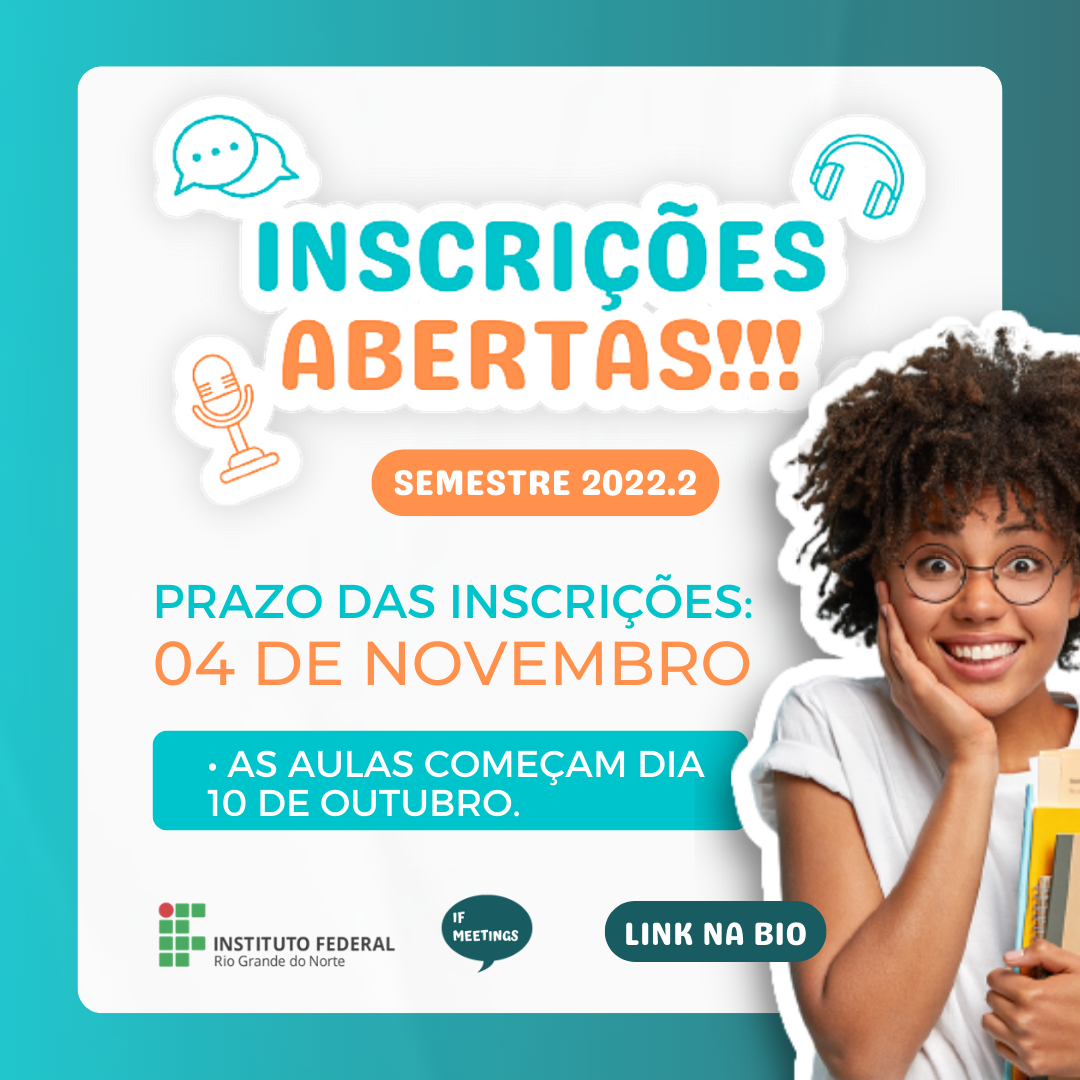 INSCRIÇÕES
ABERTAS!!!
SEMESTRE 2022.2
PRAZO DAS INSCRIÇÕES:
04 DE NOVEMBRO
• AS AULAS COMEÇAM DIA
10 DE OUTUBRO.
INSTITUTO FEDERAL
Rio Grande do Norte
IF
MEETINGS
LINK NA BIO